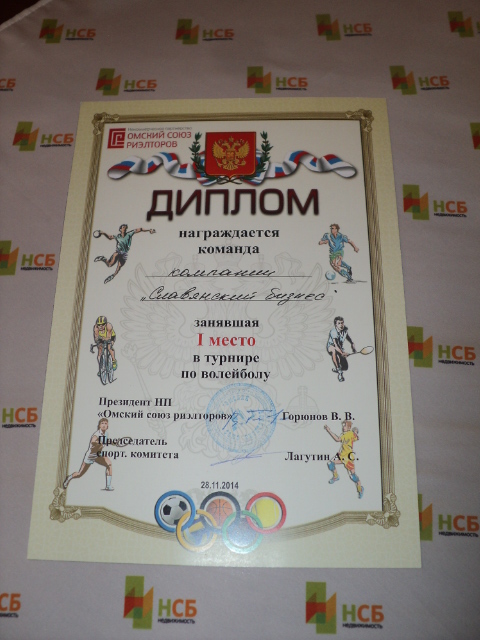 НСБ
НЕДВИЖИМОСТЬ
ОМСКИЙ СОЮЗ
РИЭЛТОРОВ
ДИПЛОМ
награждается
команда
компании
„Славянский бизнес"
занявшая
I место
в турнире
по волейболу
Президент НП
«Омский союз риэлторов» Горюнов В. В.
Председатель
спорт. комитета Лагутин А. С.
28.11.2014